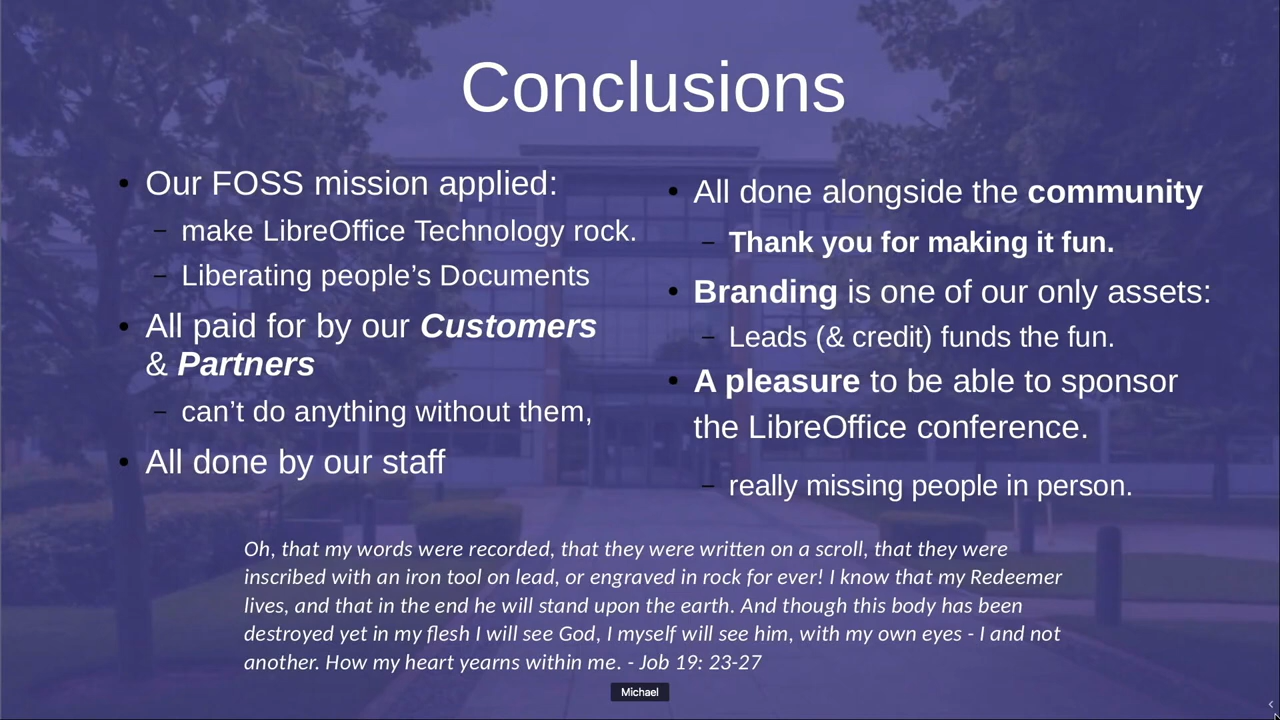 Conclusions
• Our FOSS mission applied:
– make LibreOffice Technology rock.
– Liberating people’s Documents
• All paid for by our Customers
& Partners
– can’t do anything without them,
• All done by our staff
• All done alongside the community
– Thank you for making it fun.
• Branding is one of our only assets:
– Leads (& credit) funds the fun.
• A pleasure to be able to sponsor
the LibreOffice conference.
– really missing people in person.
Oh, that my words were recorded, that they were written on a scroll, that they were
inscribed with an iron tool on lead, or engraved in rock for ever! I know that my Redeemer
lives, and that in the end he will stand upon the earth. And though this body has been
destroyed yet in my flesh I will see God, I myself will see him, with my own eyes - I and not
another. How my heart yearns within me. - Job 19: 23-27
Michael